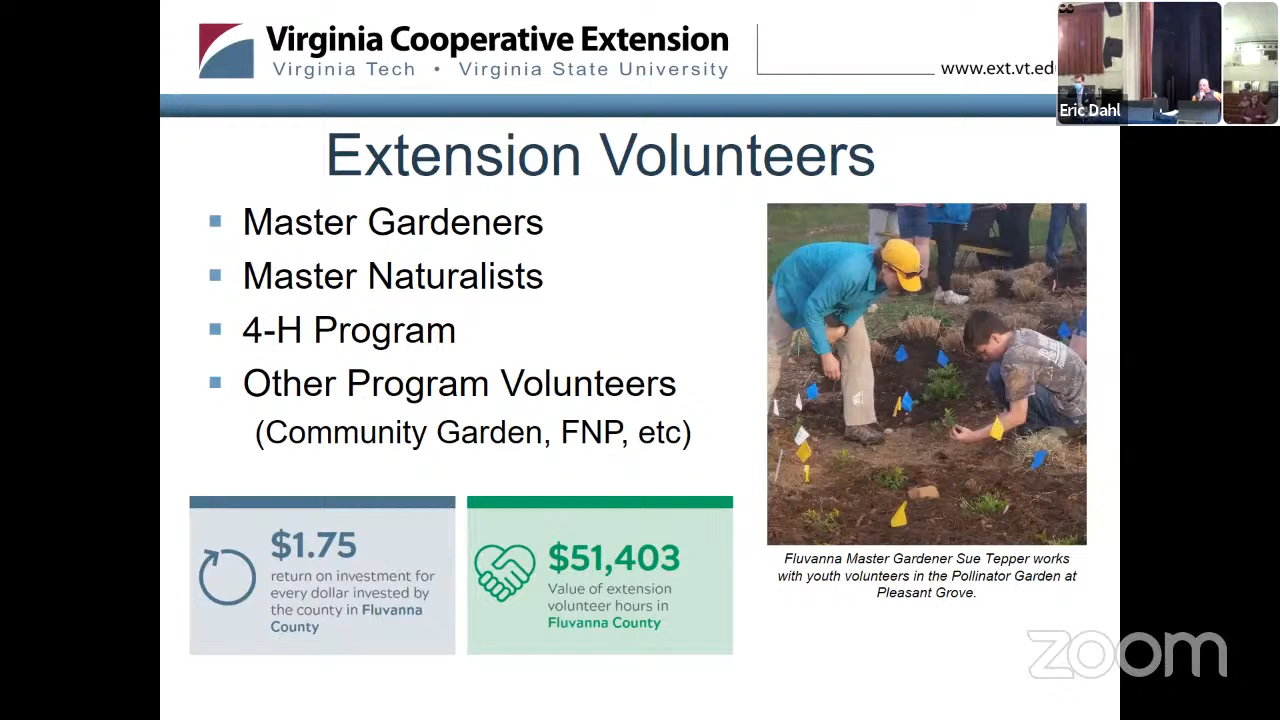 Virginia Cooperative Extension
Virginia Tech • Virginia State University
www.ext.vt.ed
Eric Dahl
Extension Volunteers
Master Gardeners
Master Naturalists
4-H Program
Other Program Volunteers
(Community Garden, FNP, etc)
$1.75
return on investment for
every dollar invested by
the county in Fluvanna
County
$51,403
Value of extension
volunteer hours in
Fluvanna County
Fluvanna Master Gardener Sue Tepper works
with youth volunteers in the Pollinator Garden at
Pleasant Grove.
zoom